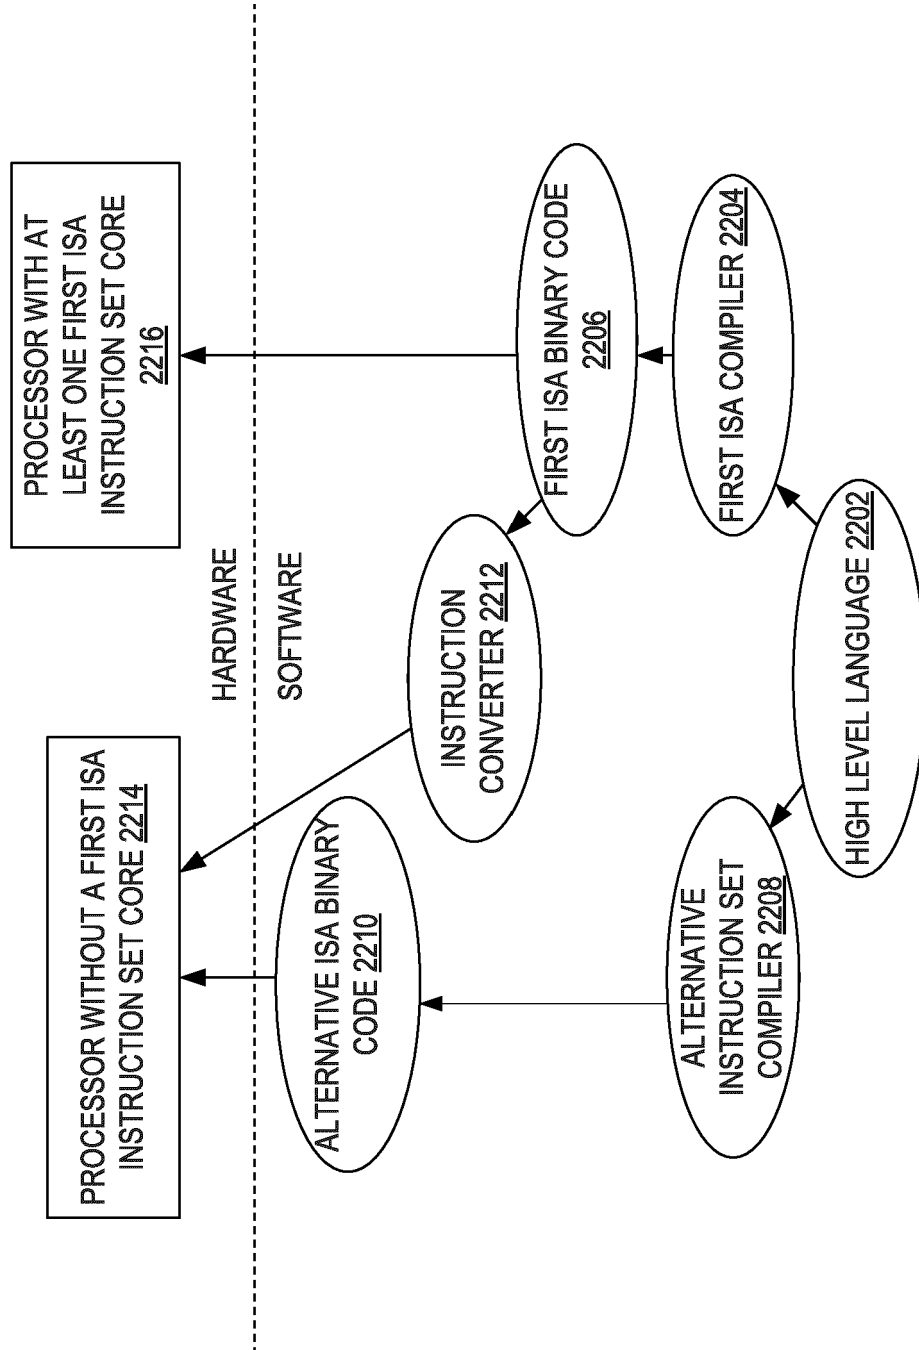 PROCESSOR WITHOUT A FIRST ISA
INSTRUCTION SET CORE 2214
PROCESSOR WITH AT
LEAST ONE FIRST ISA
INSTRUCTION SET CORE
2216
HARDWARE
SOFTWARE
ALTERNATIVE ISA BINARY
CODE 2210
INSTRUCTION
CONVERTER 2212
FIRST ISA BINARY CODE
2206
ALTERNATIVE
INSTRUCTION SET
COMPILER 2208
FIRST ISA COMPILER 2204
HIGH LEVEL LANGUAGE 2202